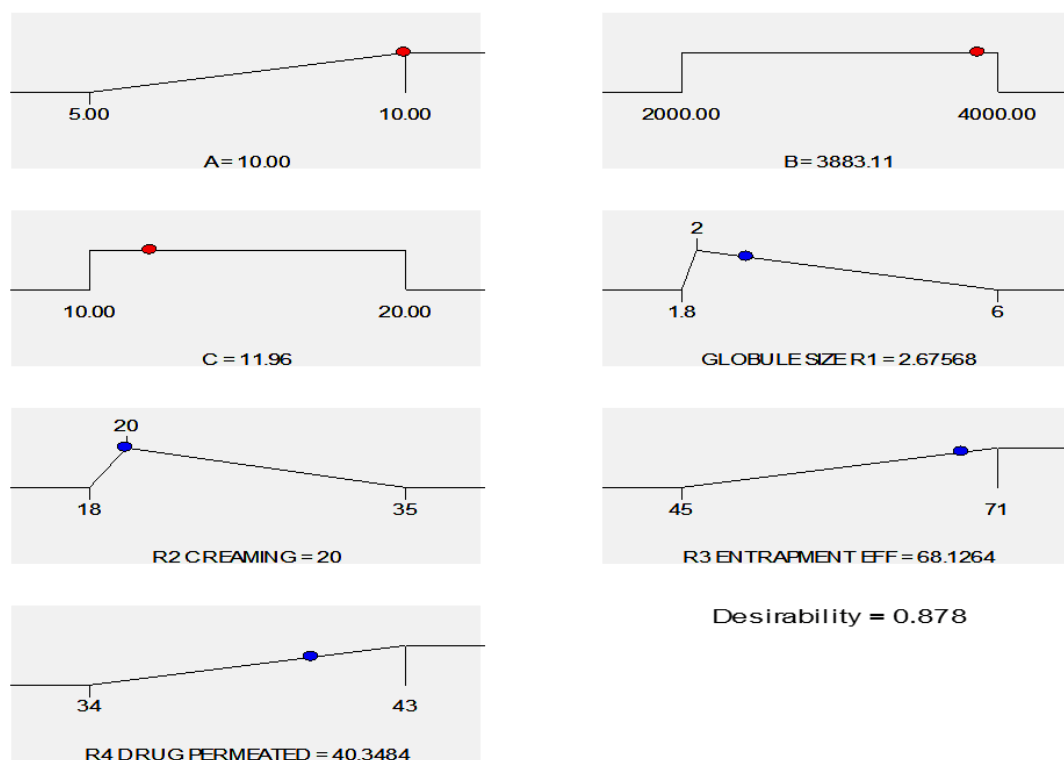 5.00 10.00
A = 10.00
2000.00 4000.00
B = 3883.11
10.00 20.00
C = 11.96
2
1.8 6
GLOBULE SIZE R1 = 2.67568
20
18 35
R2 CREAMING = 20
45 71
R3 ENTRAPMENT EFF = 68.1264
34 43
R4 DRUG PERMEATED = 40.3484
Desirability = 0.878